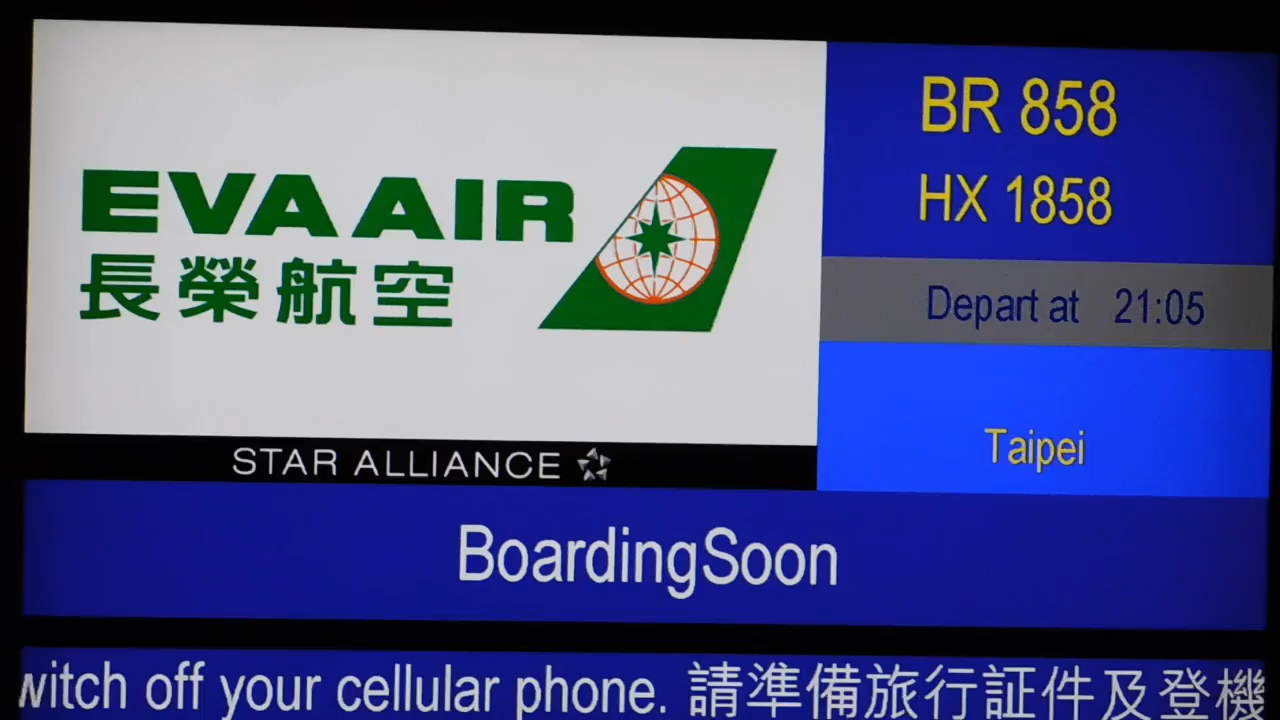 EVA AIR
長榮航空
STAR ALLIANCE
BR 858
HX 1858
Depart at 21:05
Taipei
BoardingSoon
witch off your cellular phone. 請準備旅行証件及登機